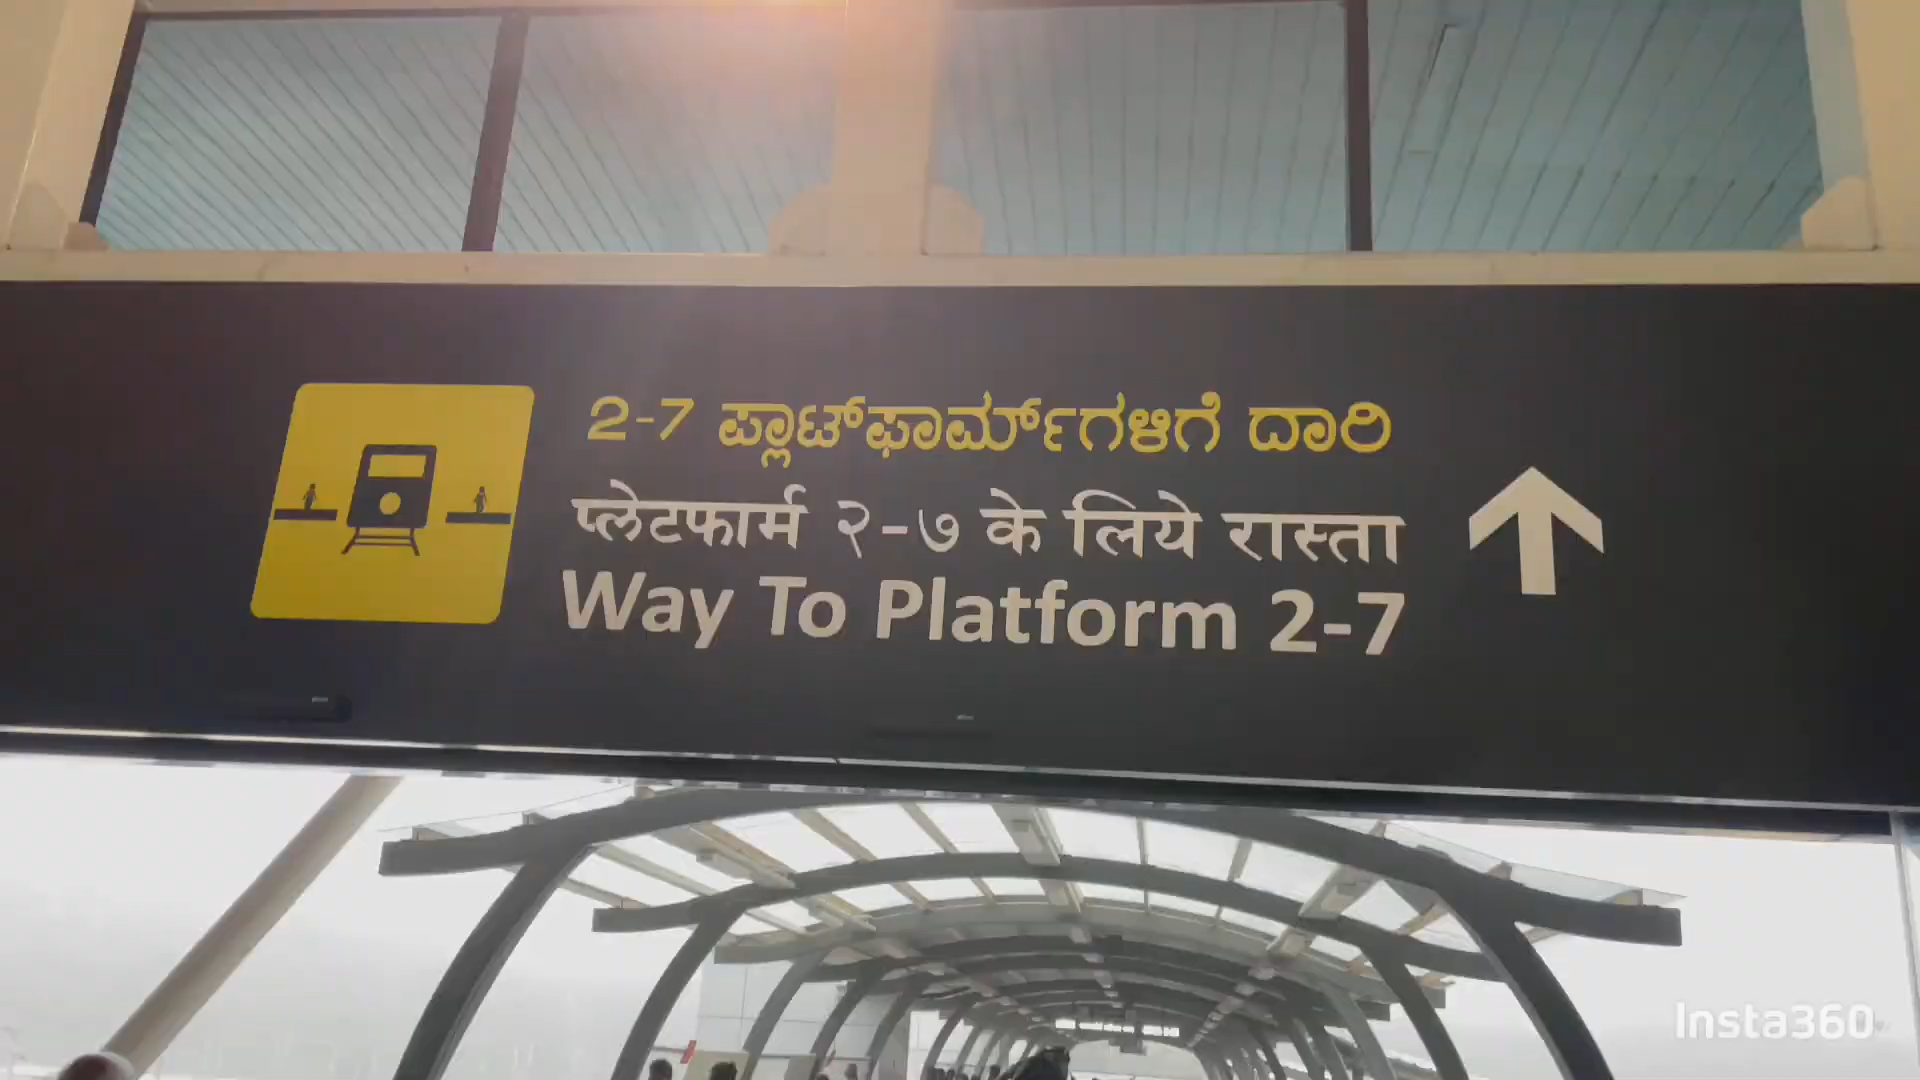 2-7 ಪ್ಲಾಟ್‌ಫಾರ್ಮ್‌ಗಳಿಗೆ ದಾರಿ
प्लेटफार्म २-७ के लिये रास्ता
Way To Platform 2-7
Insta360